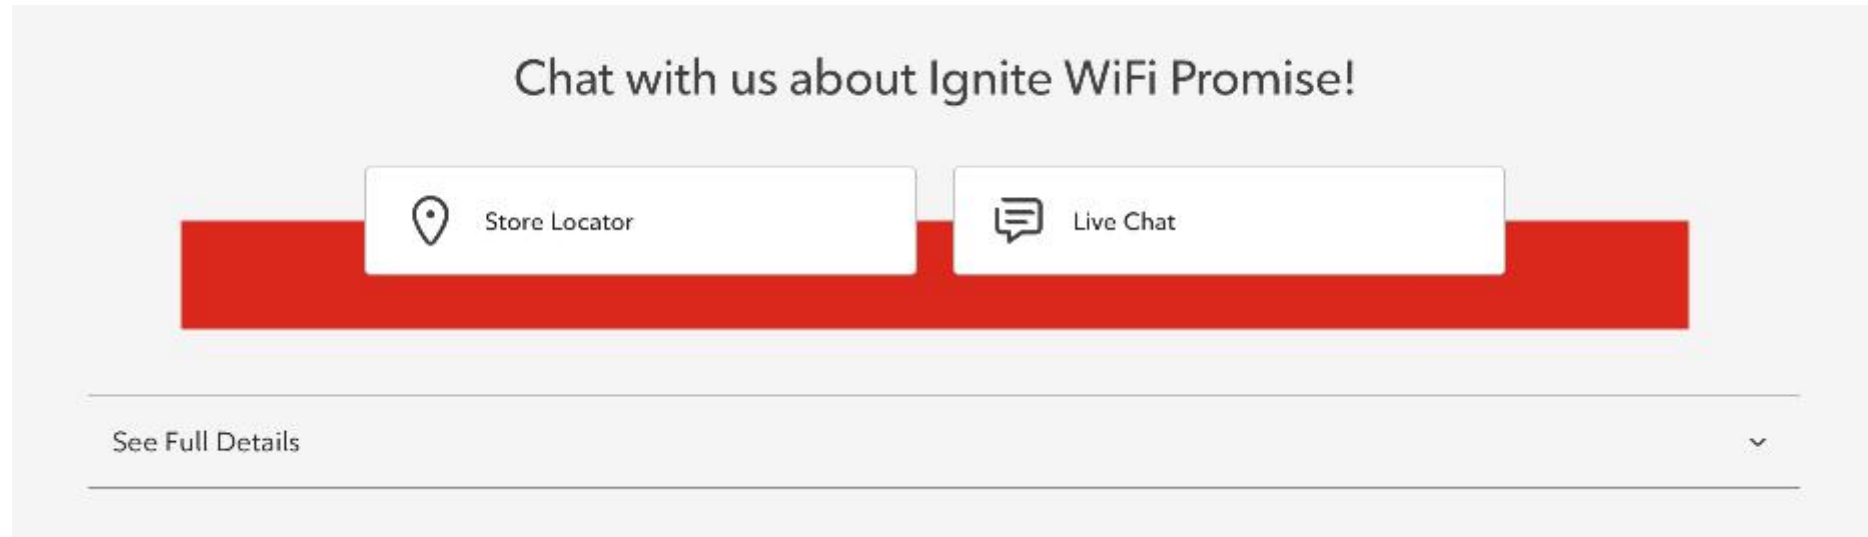 Chat with us about Ignite WiFi Promise!
Store Locator
Live Chat
See Full Details